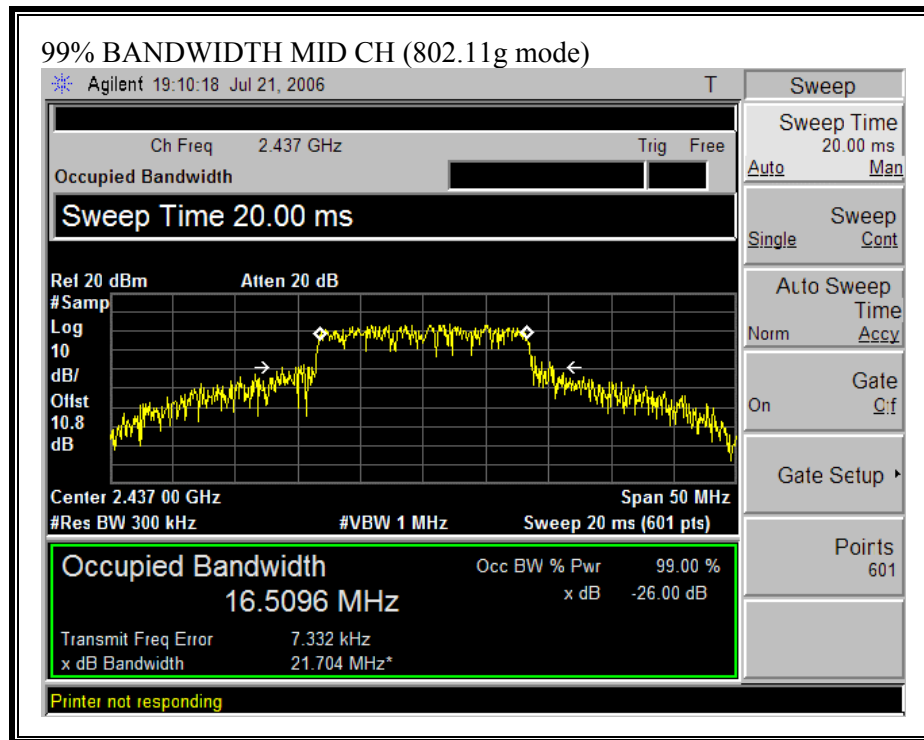 99% BANDWIDTH MID CH (802.11g mode)
Agilent 19:10:18 Jul 21, 2006 T
Ch Freq 2.437 GHz Trig Free
Occupied Bandwidth
Sweep Time 20.00 ms
Ref 20 dBm Atten 20 dB
#Samp
Log
10
dB/
Offst
10.8
dB
Center 2.437 00 GHz Span 50 MHz
#Res BW 300 kHz #VBW 1 MHz Sweep 20 ms (601 pts)
Occupied Bandwidth
16.5096 MHz
Occ BW % Pwr 99.00 %
x dB -26.00 dB
Transmit Freq Error 7.332 kHz
x dB Bandwidth 21.704 MHz*
Printer not responding
Sweep
Sweep Time
20.00 ms
Auto Man
Sweep
Single Cont
Auto Sweep
Time
Norm Accy
Gate
On Off
Gate Setup
Points
601